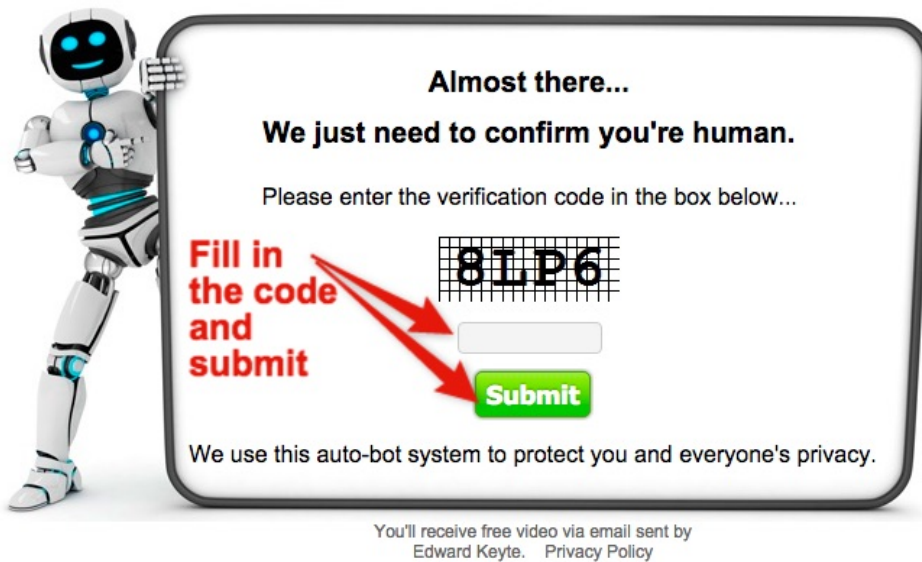 Almost there...
We just need to confirm you're human.
Please enter the verification code in the box below...
8LP6
Fill in
the code
and
submit
Submit
We use this auto-bot system to protect you and everyone's privacy.
You'll receive free video via email sent by
Edward Keyte. Privacy Policy